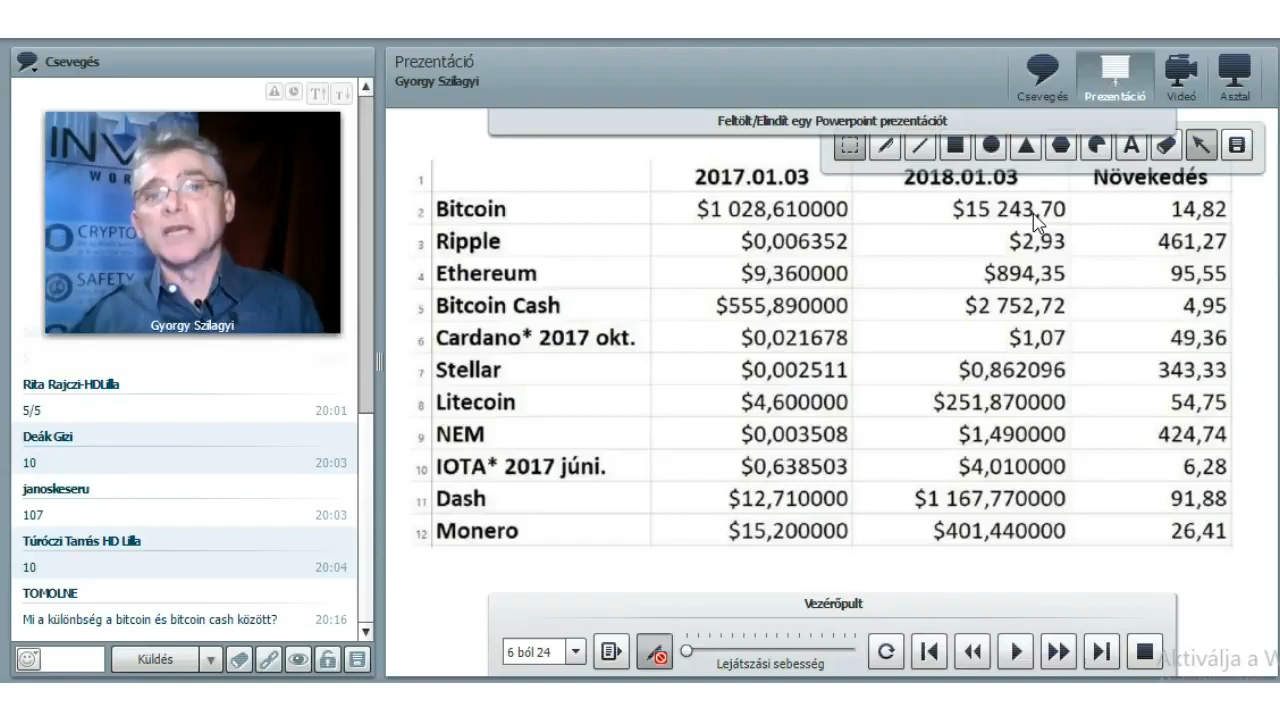 Csevegés
INV
WOR
CRYPTO
SAFETY
Gyorgy Szilagyi
5
Rita Rajczi-HDLilla
5/5 20:01
Deák Gizi
10 20:03
janoskeseru
107 20:03
Túróczi Tamás HD Lilla
10 20:04
TOMOLNE
Mi a különbség a bitcoin és bitcoin cash között? 20:16
Küldés
Prezentáció
Gyorgy Szilagyi
Csevegés Prezentáció Videó Asztal
Feltölt/Elindít egy Powerpoint prezentációt
1 2017.01.03 2018.01.03 Növekedés
2 Bitcoin $1 028,610000 $15 243,70 14,82
3 Ripple $0,006352 $2,93 461,27
4 Ethereum $9,360000 $894,35 95,55
5 Bitcoin Cash $555,890000 $2 752,72 4,95
6 Cardano* 2017 okt. $0,021678 $1,07 49,36
7 Stellar $0,002511 $0,862096 343,33
8 Litecoin $4,600000 $251,870000 54,75
9 NEM $0,003508 $1,490000 424,74
10 IOTA* 2017 júni. $0,638503 $4,010000 6,28
11 Dash $12,710000 $1 167,770000 91,88
12 Monero $15,200000 $401,440000 26,41
Vezérőpult
6 ból 24
Lejátszási sebesség
Aktiválja a W